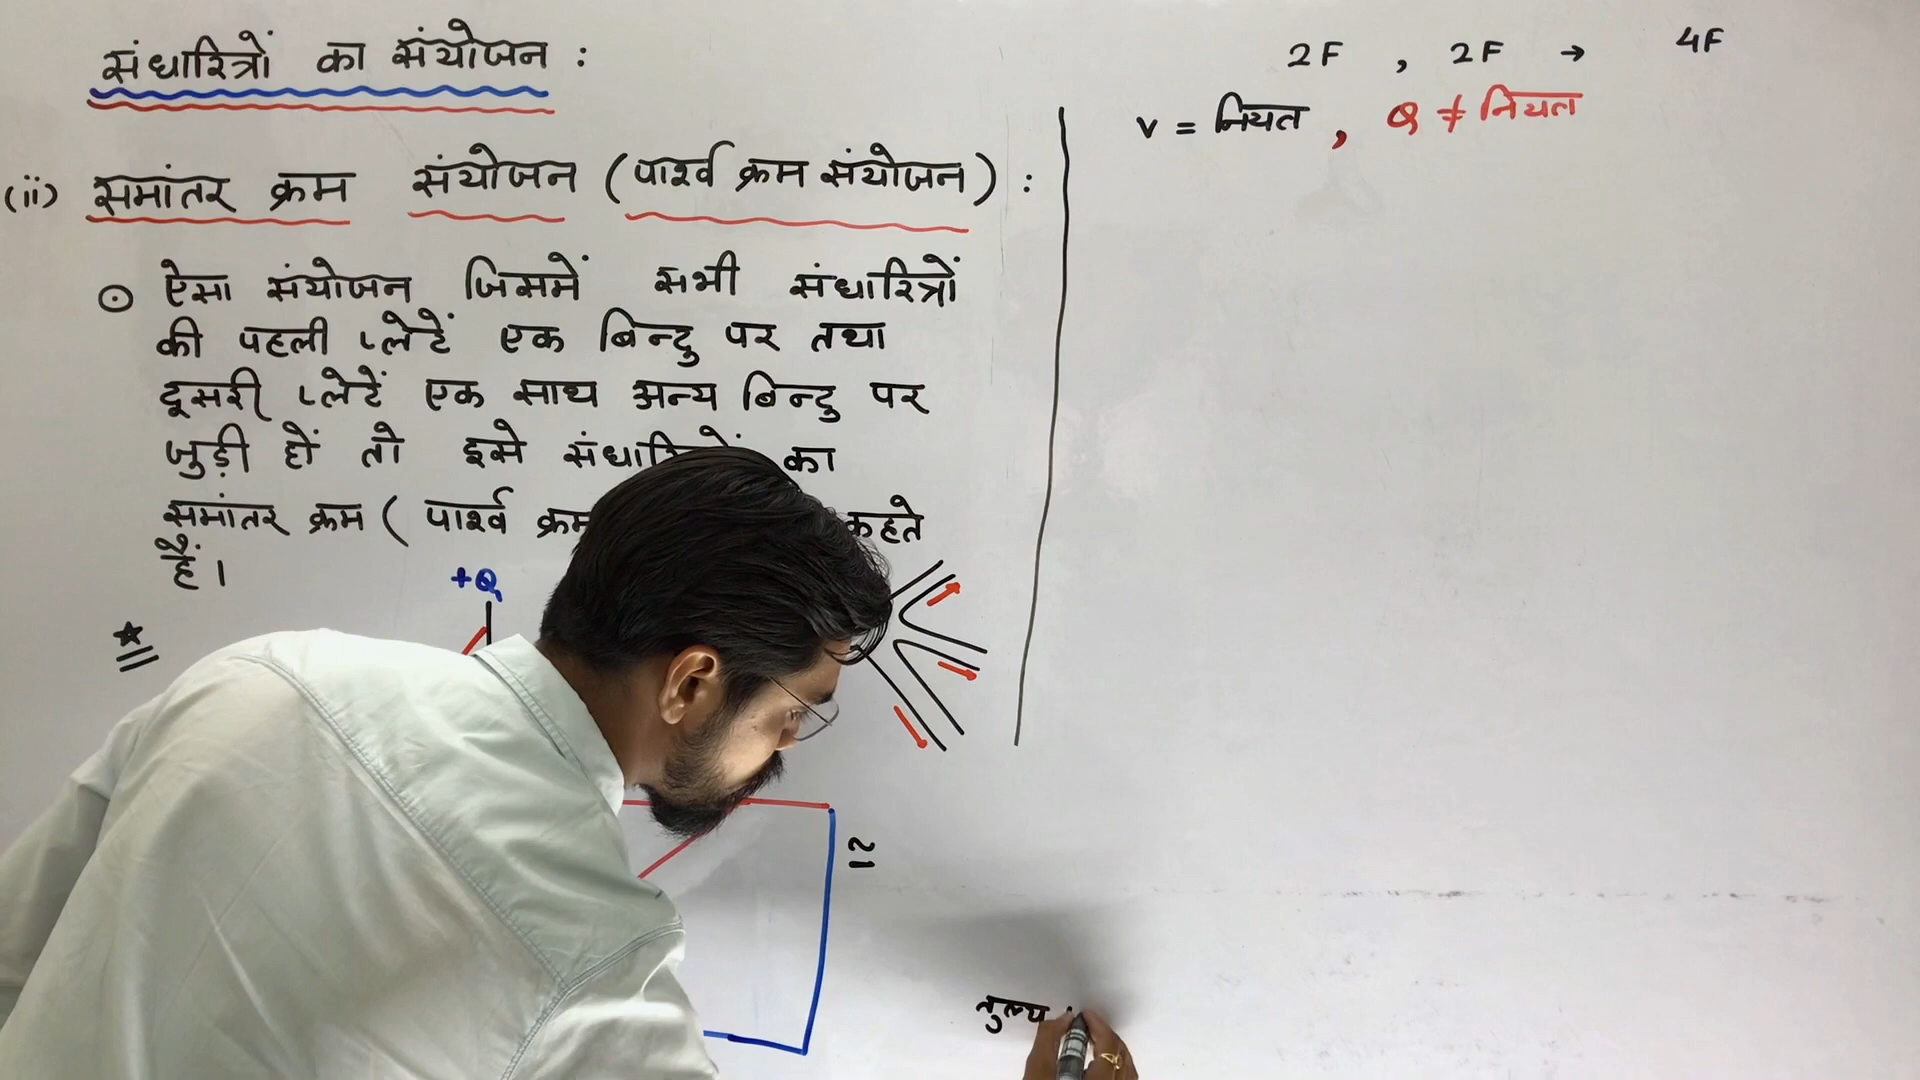 संधारित्रों का संयोजन :
(ii) समांतर क्रम संयोजन (पार्श्व क्रम संयोजन) :
⊙ ऐसा संयोजन जिसमें सभी संधारित्रों
की पहली प्लेटें एक बिन्दु पर तथा
दूसरी प्लेटें एक साथ अन्य बिन्दु पर
जुड़ी हों तो इसे का
समांतर क्रम ( पार्श्व क्रम कहते
हैं।
+Q₁
2F , 2F → 4F
V = नियत , Q ≠ नियत
तुल्य